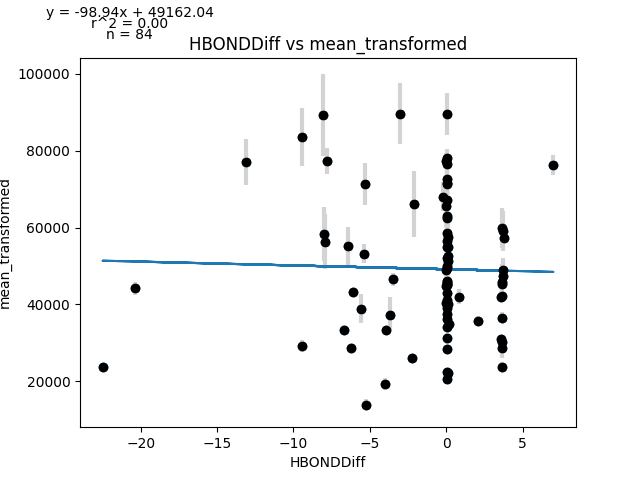 y = -98.94x + 49162.04
r^2 = 0.00
n = 84
HBONDDiff vs mean_transformed
mean_transformed
100000
80000
60000
40000
20000
−20
−15
−10
−5
0
5
HBONDDiff